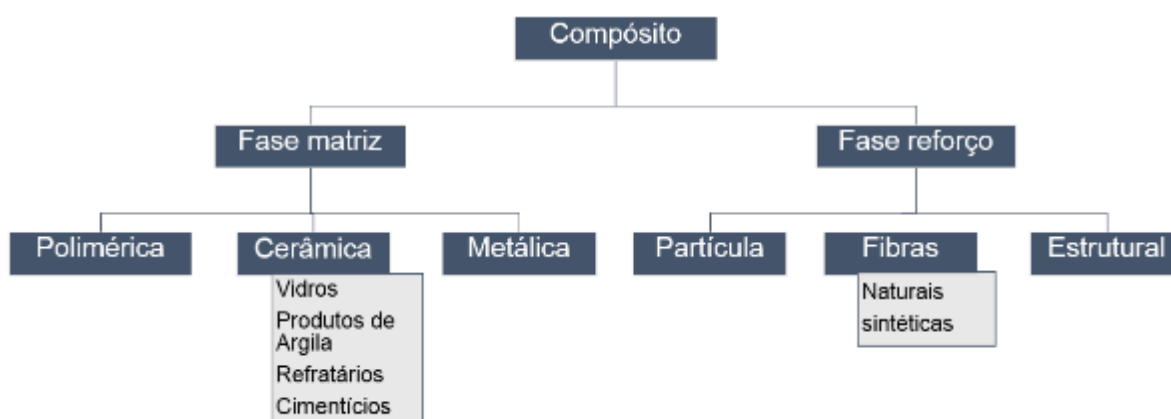 Compósito
Fase matriz
Fase reforço
Polimérica
Cerâmica
Metálica
Partícula
Fibras
Estrutural
Vidros
Produtos de
Argila
Refratários
Cimentícios
Naturais
sintéticas